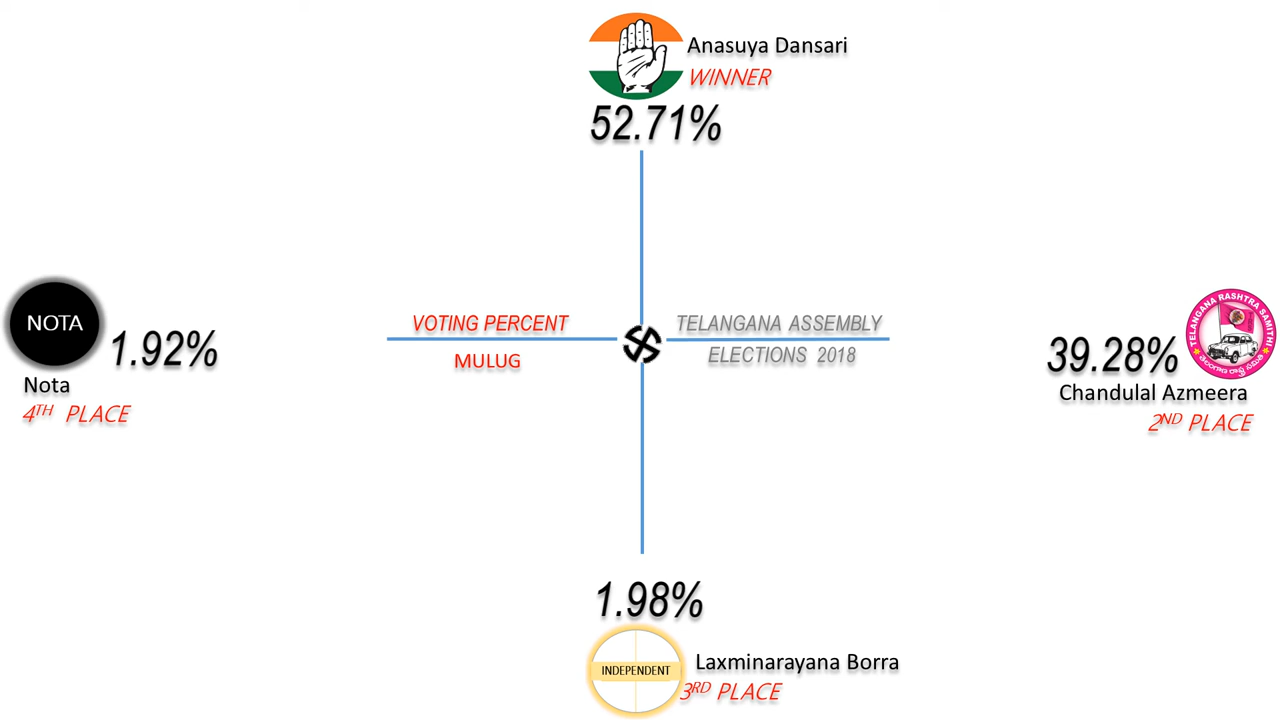 Anasuya Dansari
WINNER
52.71%
NOTA
1.92%
Nota
4TH PLACE
VOTING PERCENT
MULUG
TELANGANA ASSEMBLY
ELECTIONS 2018
39.28%
TELANGANA RASHTRA SAMITHI
తెలంగాణ రాష్ట్ర సమితి
Chandulal Azmeera
2ND PLACE
1.98%
INDEPENDENT
Laxminarayana Borra
3RD PLACE